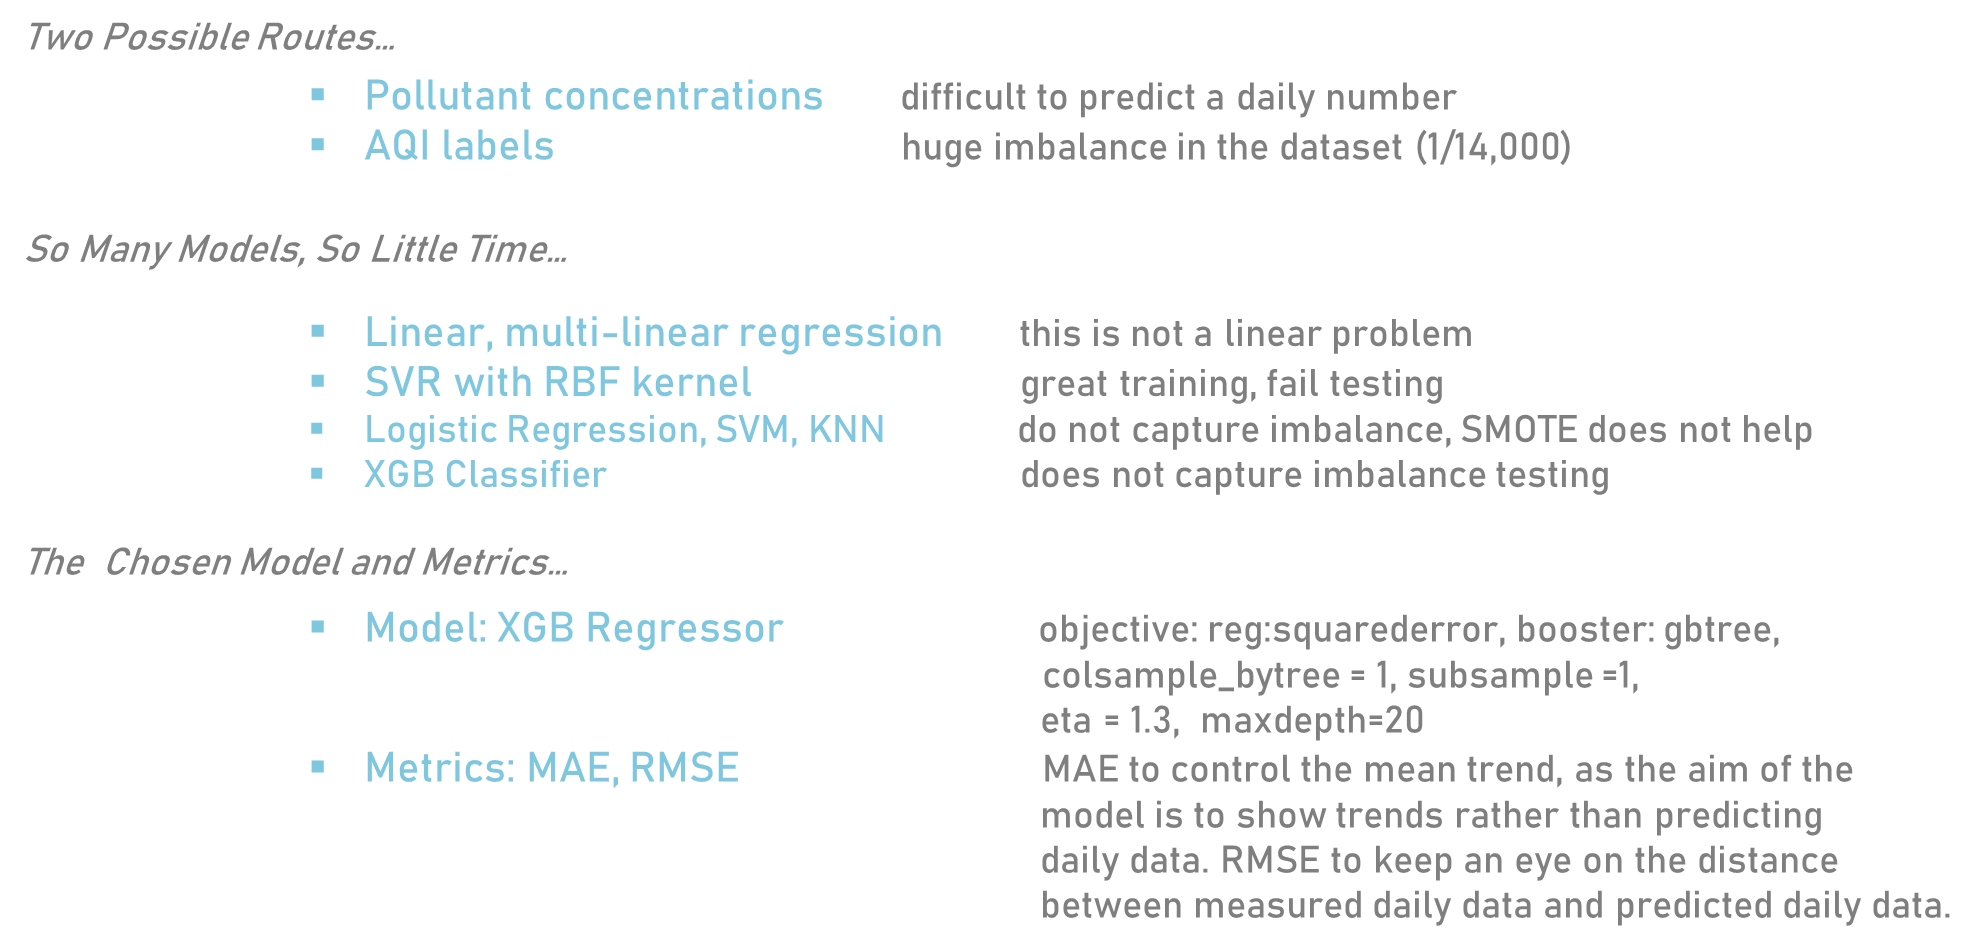 Two Possible Routes...
▪ Pollutant concentrations difficult to predict a daily number
▪ AQI labels huge imbalance in the dataset (1/14,000)
So Many Models, So Little Time...
▪ Linear, multi-linear regression this is not a linear problem
▪ SVR with RBF kernel great training, fail testing
▪ Logistic Regression, SVM, KNN do not capture imbalance, SMOTE does not help
▪ XGB Classifier does not capture imbalance testing
The Chosen Model and Metrics...
▪ Model: XGB Regressor objective: reg:squarederror, booster: gbtree,
colsample_bytree = 1, subsample =1,
eta = 1.3, maxdepth=20
▪ Metrics: MAE, RMSE MAE to control the mean trend, as the aim of the
model is to show trends rather than predicting
daily data. RMSE to keep an eye on the distance
between measured daily data and predicted daily data.